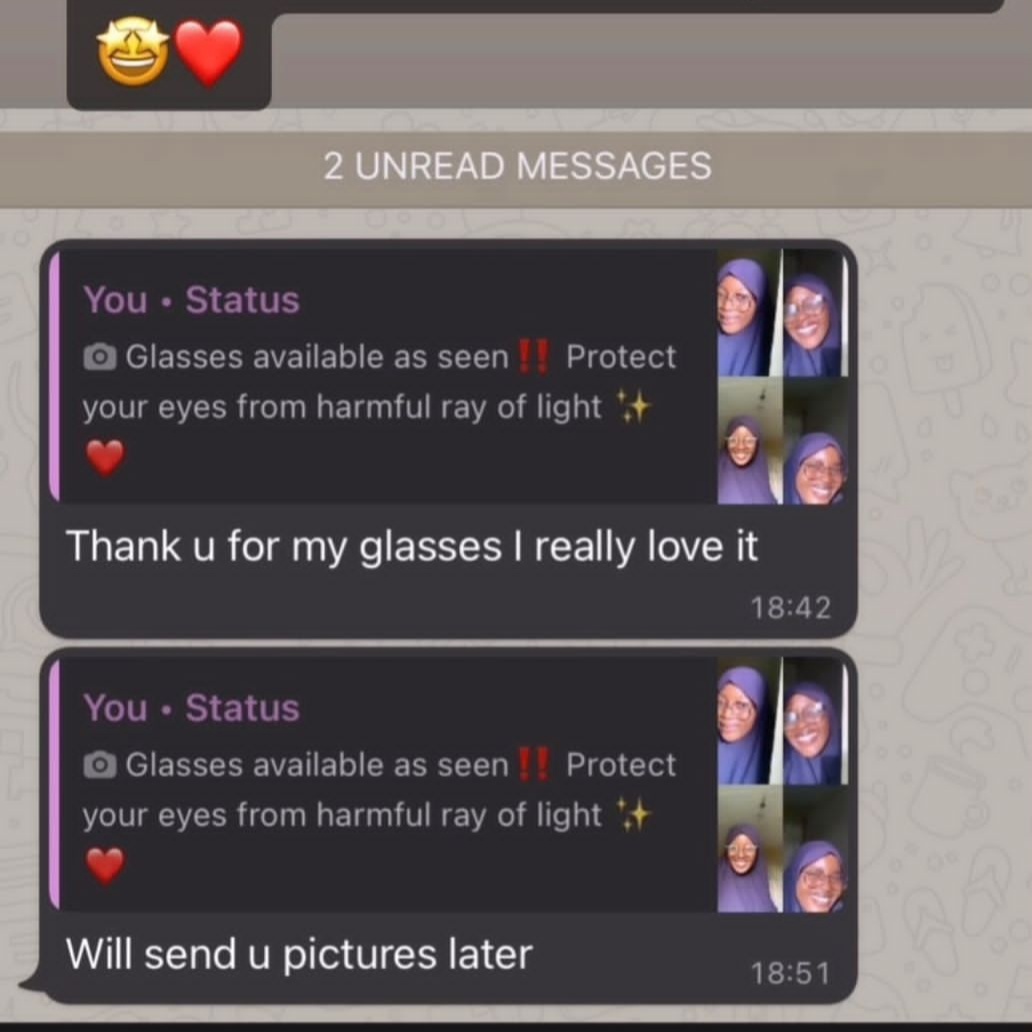 🤩❤️
2 UNREAD MESSAGES
You • Status
📷 Glasses available as seen‼️ Protect
your eyes from harmful ray of light ✨
❤️
Thank u for my glasses I really love it
18:42
You • Status
📷 Glasses available as seen‼️ Protect
your eyes from harmful ray of light ✨
❤️
Will send u pictures later
18:51